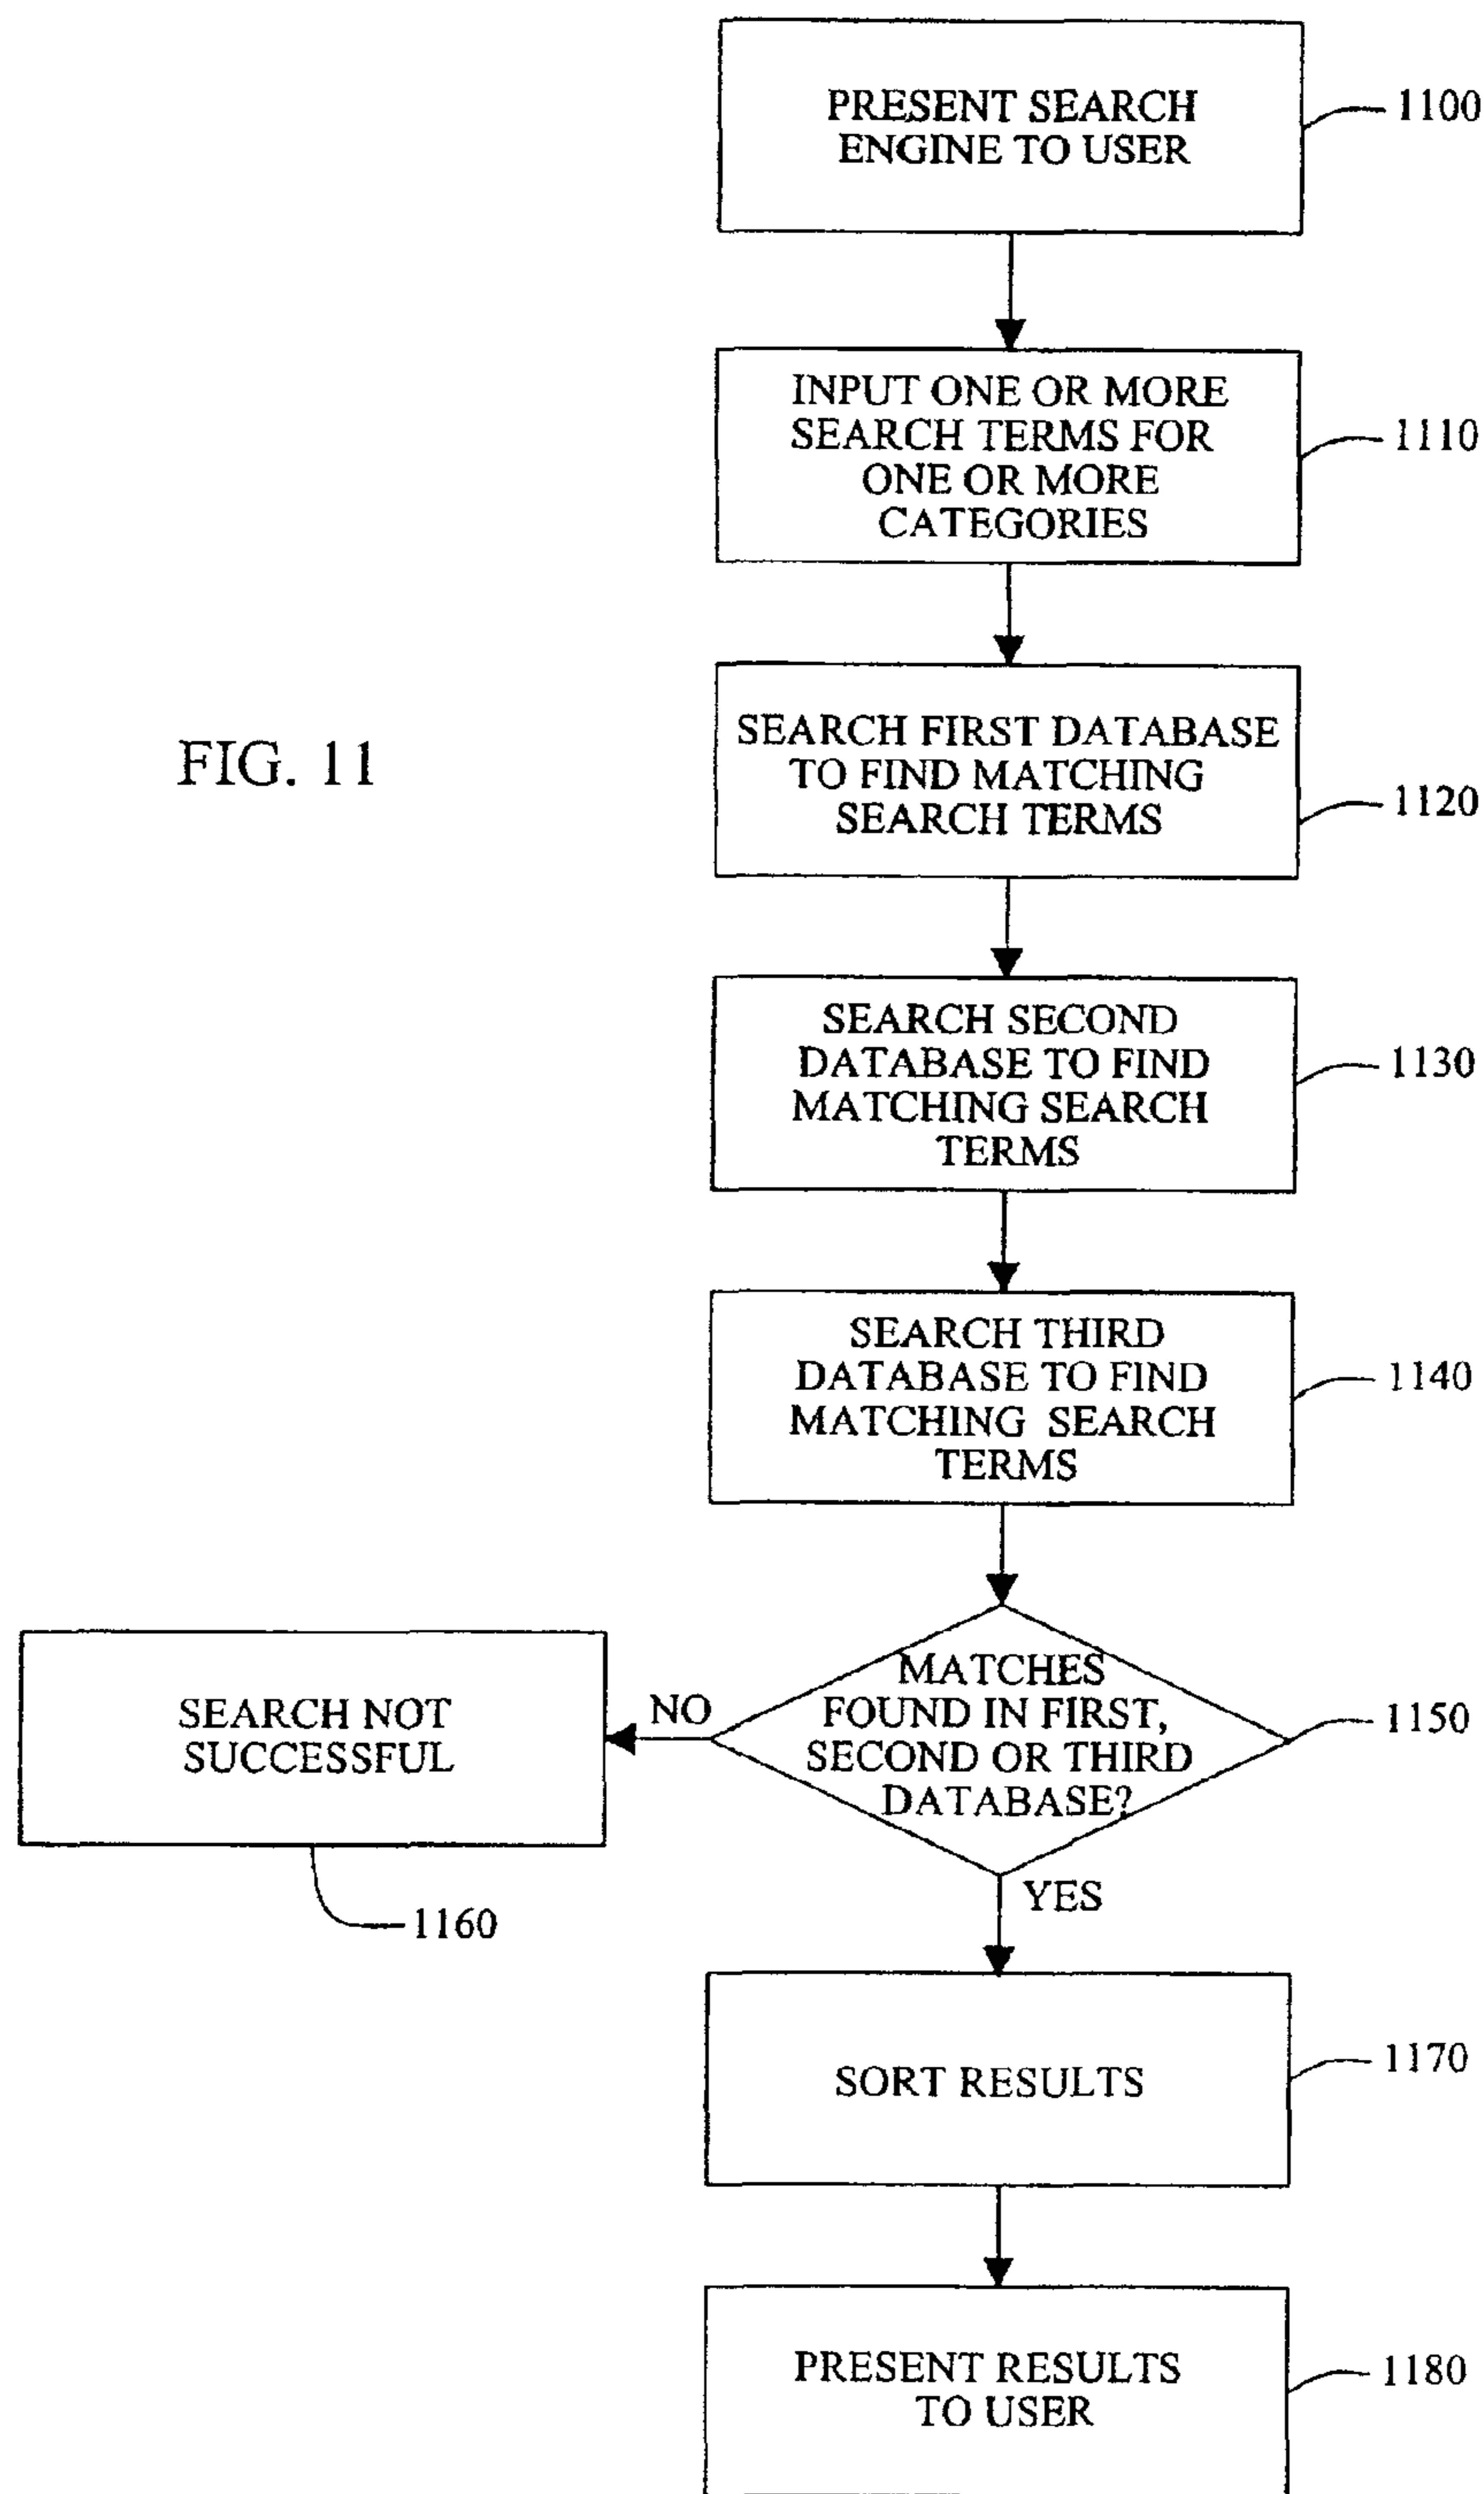 PRESENT SEARCH
ENGINE TO USER
1100
INPUT ONE OR MORE
SEARCH TERMS FOR
ONE OR MORE
CATEGORIES
1110
FIG. 11
SEARCH FIRST DATABASE
TO FIND MATCHING
SEARCH TERMS
1120
SEARCH SECOND
DATABASE TO FIND
MATCHING SEARCH
TERMS
1130
SEARCH THIRD
DATABASE TO FIND
MATCHING SEARCH
TERMS
1140
MATCHES
FOUND IN FIRST,
SECOND OR THIRD
DATABASE?
1150
NO
SEARCH NOT
SUCCESSFUL
1160
YES
SORT RESULTS
1170
PRESENT RESULTS
TO USER
1180